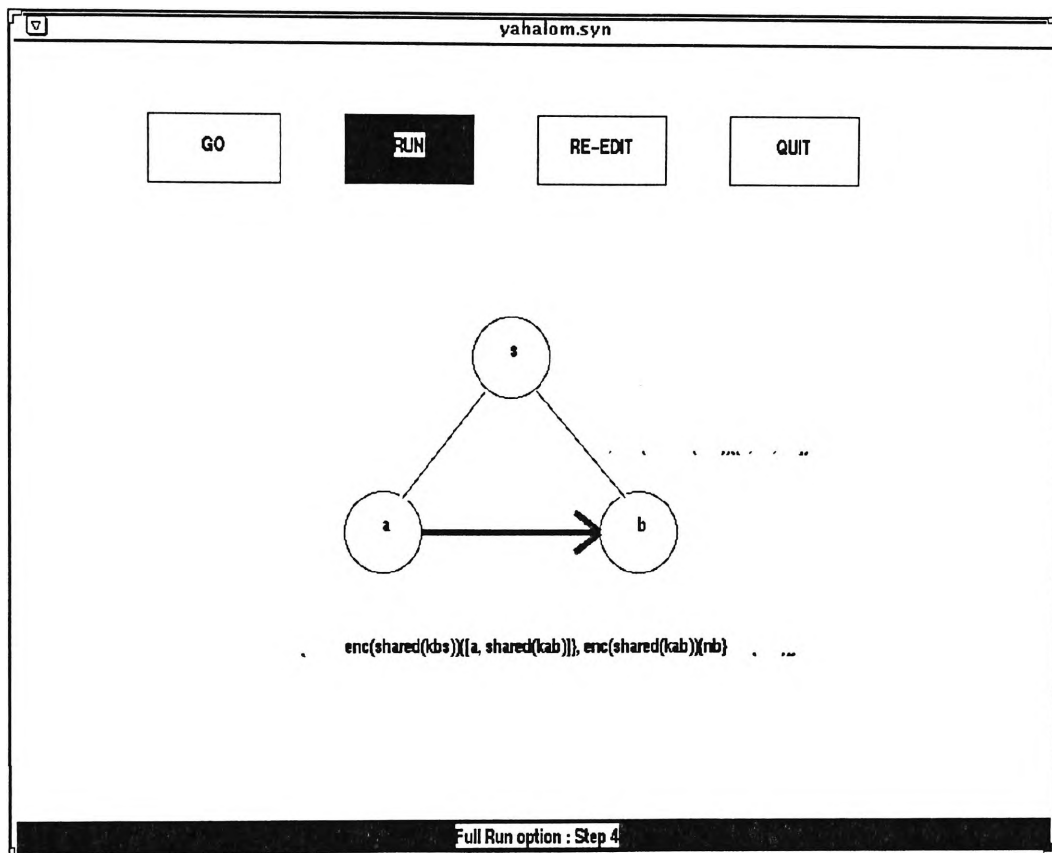 yahalom.syn
GO RUN RE-EDIT QUIT
s
a b
enc(shared(kbs)){[a, shared(kab)]}, enc(shared(kab)){nb}
Full Run option : Step 4